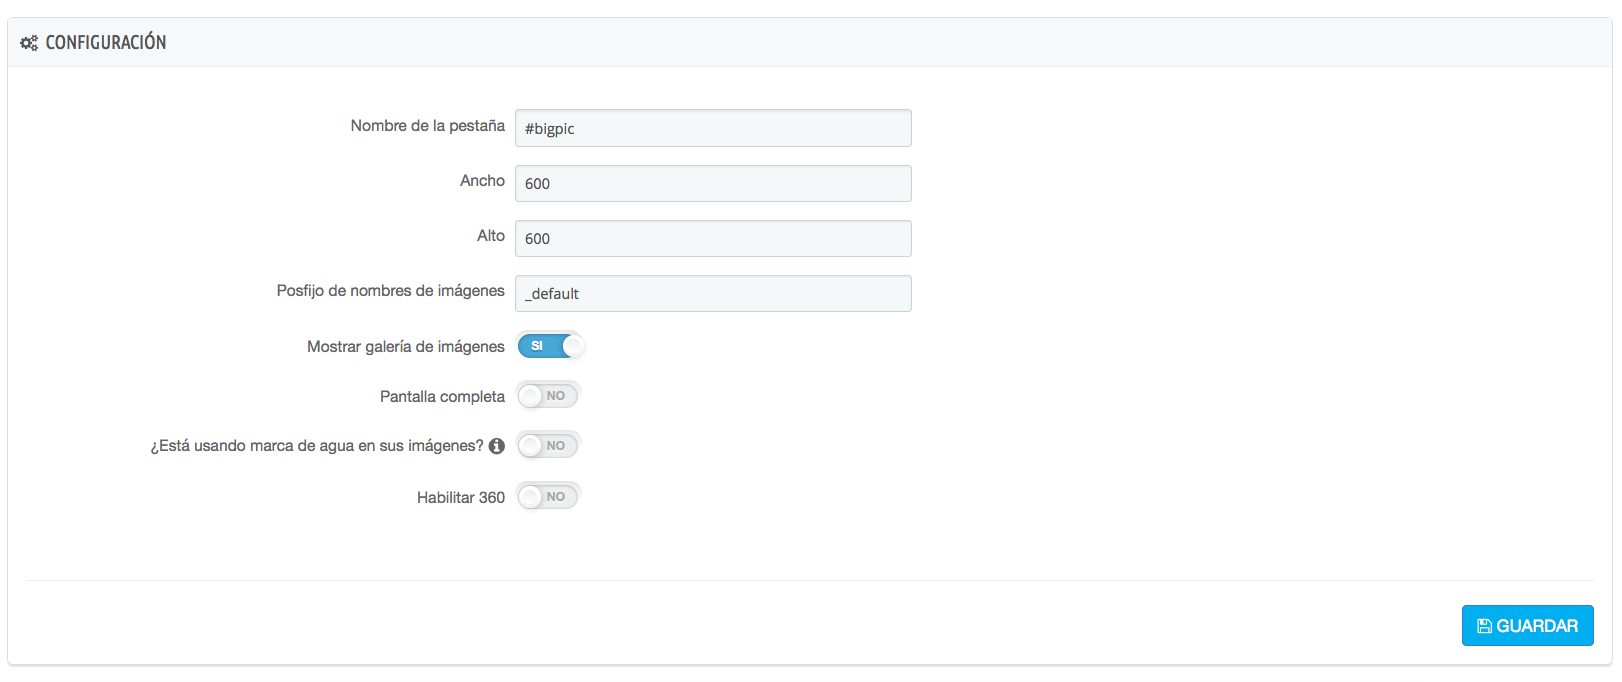 CONFIGURACIÓN
Nombre de la pestaña #bigpic
Ancho 600
Alto 600
Posfijo de nombres de imágenes _default
Mostrar galería de imágenes SI
Pantalla completa NO
¿Está usando marca de agua en sus imágenes? NO
Habilitar 360 NO
GUARDAR